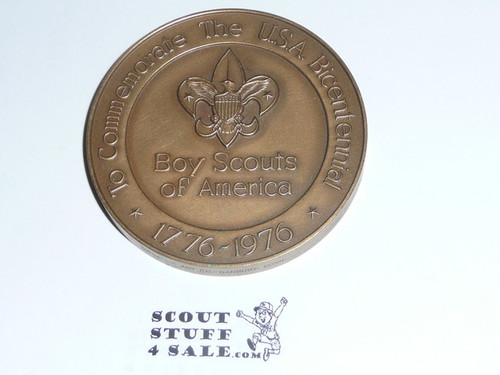 To Commemorate The U.S.A. Bicentennial
Boy Scouts
of America
★ 1776-1976 ★
SCOUT
STUFF
4 SALE.com